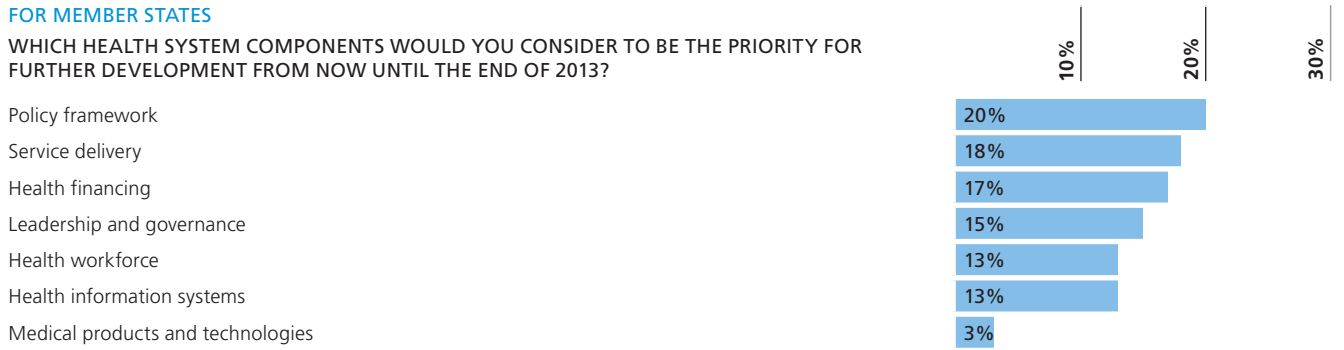 FOR MEMBER STATES
WHICH HEALTH SYSTEM COMPONENTS WOULD YOU CONSIDER TO BE THE PRIORITY FOR
FURTHER DEVELOPMENT FROM NOW UNTIL THE END OF 2013?
10%
20%
30%
Policy framework 20%
Service delivery 18%
Health financing 17%
Leadership and governance 15%
Health workforce 13%
Health information systems 13%
Medical products and technologies 3%